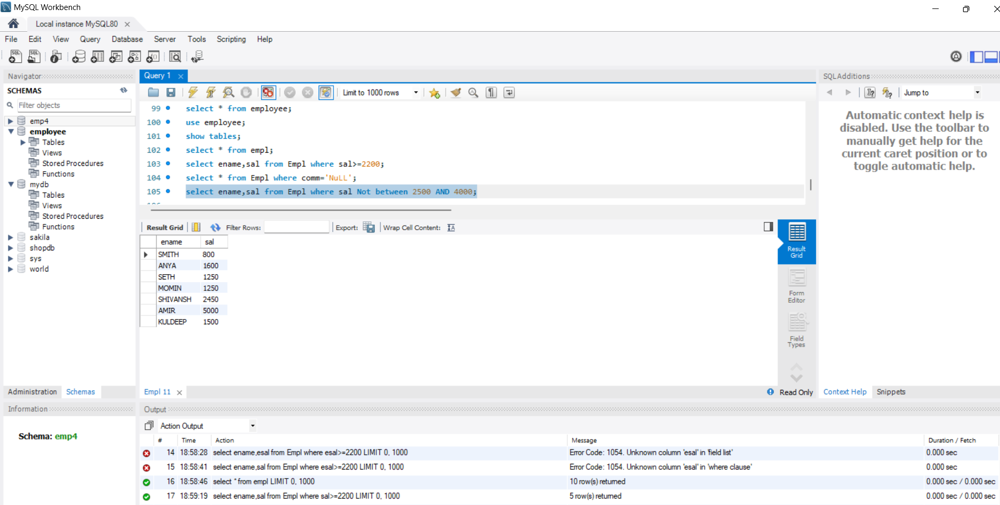 MySQL Workbench
Local instance MySQL80
File Edit View Query Database Server Tools Scripting Help
Navigator
SCHEMAS
Filter objects
emp4
employee
Tables
Views
Stored Procedures
Functions
mydb
Tables
Views
Stored Procedures
Functions
sakila
shopdb
sys
world
Administration Schemas
Information
Schema: emp4
Query 1
Limit to 1000 rows
99 select * from employee;
100 use employee;
101 show tables;
102 select * from empl;
103 select ename,sal from Empl where sal>=2200;
104 select * from Empl where comm='NuLL';
105 select ename,sal from Empl where sal Not between 2500 AND 4000;
Result Grid Filter Rows: Export: Wrap Cell Content:
ename sal
SMITH 800
ANYA 1600
SETH 1250
MOMIN 1250
SHIVANSH 2450
AMIR 5000
KULDEEP 1500
Result
Grid
Form
Editor
Field
Types
Empl 11
Read Only
SQLAdditions
Jump to
Automatic context help is
disabled. Use the toolbar to
manually get help for the
current caret position or to
toggle automatic help.
Context Help Snippets
Output
Action Output
# Time Action Message Duration / Fetch
14 18:58:28 select ename,esal from Empl where esal>=2200 LIMIT 0, 1000 Error Code: 1054. Unknown column 'esal' in 'field list' 0.000 sec
15 18:58:41 select ename,sal from Empl where esal>=2200 LIMIT 0, 1000 Error Code: 1054. Unknown column 'esal' in 'where clause' 0.000 sec
16 18:58:46 select * from empl LIMIT 0, 1000 10 row(s) returned 0.000 sec / 0.000 sec
17 18:59:19 select ename,sal from Empl where sal>=2200 LIMIT 0, 1000 5 row(s) returned 0.000 sec / 0.000 sec